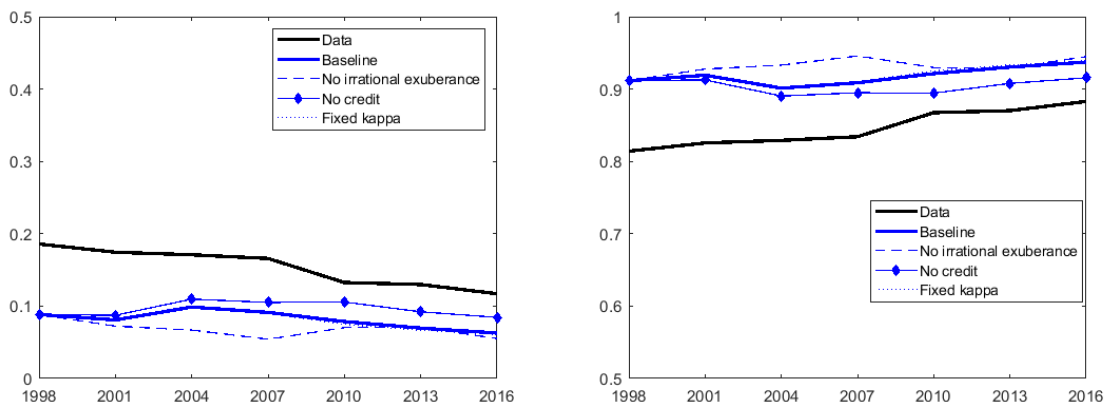 0.5
0.4
0.3
0.2
0.1
0
1998 2001 2004 2007 2010 2013 2016
Data
Baseline
No irrational exuberance
No credit
Fixed kappa
1
0.9
0.8
0.7
0.6
0.5
1998 2001 2004 2007 2010 2013 2016
Data
Baseline
No irrational exuberance
No credit
Fixed kappa